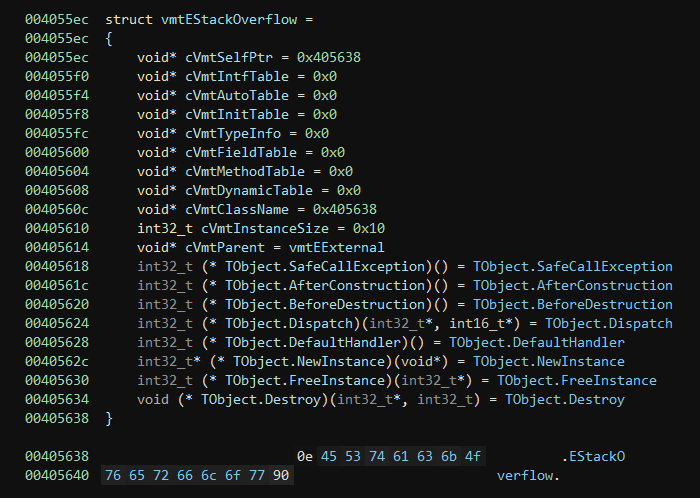 004055ec struct vmtEStackOverflow =
004055ec {
004055ec     void* cVmtSelfPtr = 0x405638
004055f0     void* cVmtIntfTable = 0x0
004055f4     void* cVmtAutoTable = 0x0
004055f8     void* cVmtInitTable = 0x0
004055fc     void* cVmtTypeInfo = 0x0
00405600     void* cVmtFieldTable = 0x0
00405604     void* cVmtMethodTable = 0x0
00405608     void* cVmtDynamicTable = 0x0
0040560c     void* cVmtClassName = 0x405638
00405610     int32_t cVmtInstanceSize = 0x10
00405614     void* cVmtParent = vmtEExternal
00405618     int32_t (* TObject.SafeCallException)() = TObject.SafeCallException
0040561c     int32_t (* TObject.AfterConstruction)() = TObject.AfterConstruction
00405620     int32_t (* TObject.BeforeDestruction)() = TObject.BeforeDestruction
00405624     int32_t (* TObject.Dispatch)(int32_t*, int16_t*) = TObject.Dispatch
00405628     int32_t (* TObject.DefaultHandler)() = TObject.DefaultHandler
0040562c     int32_t* (* TObject.NewInstance)(void*) = TObject.NewInstance
00405630     int32_t (* TObject.FreeInstance)(int32_t*) = TObject.FreeInstance
00405634     void (* TObject.Destroy)(int32_t*, int32_t) = TObject.Destroy
00405638 }
00405638                         0e 45 53 74 61 63 6b 4f          .EStackO
00405640 76 65 72 66 6c 6f 77 90                          verflow.